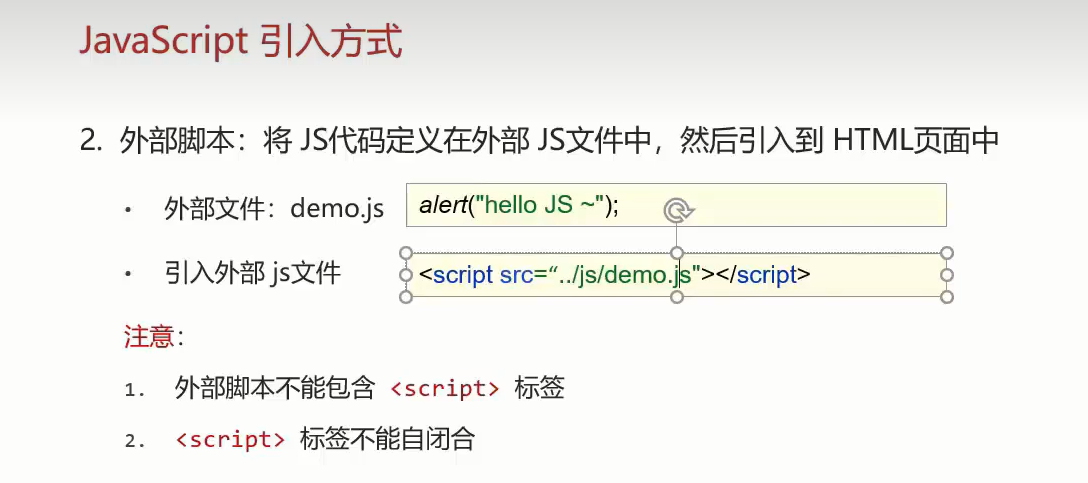 JavaScript 引入方式
2. 外部脚本：将 JS代码定义在外部 JS文件中，然后引入到 HTML页面中
• 外部文件：demo.js
alert("hello JS ~");
• 引入外部 js文件
<script src=“../js/demo.js"></script>
注意：
1. 外部脚本不能包含 <script> 标签
2. <script> 标签不能自闭合